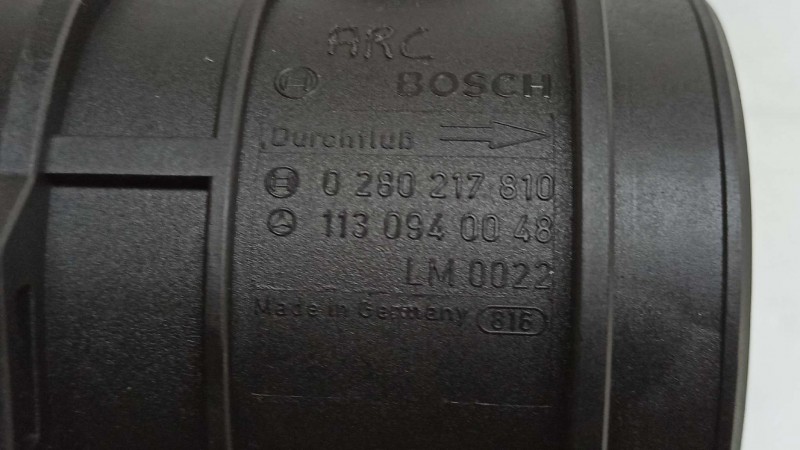 ARC
BOSCH
Durchfluß
0 280 217 810
113 094 00 48
LM 0022
Made in Germany 816